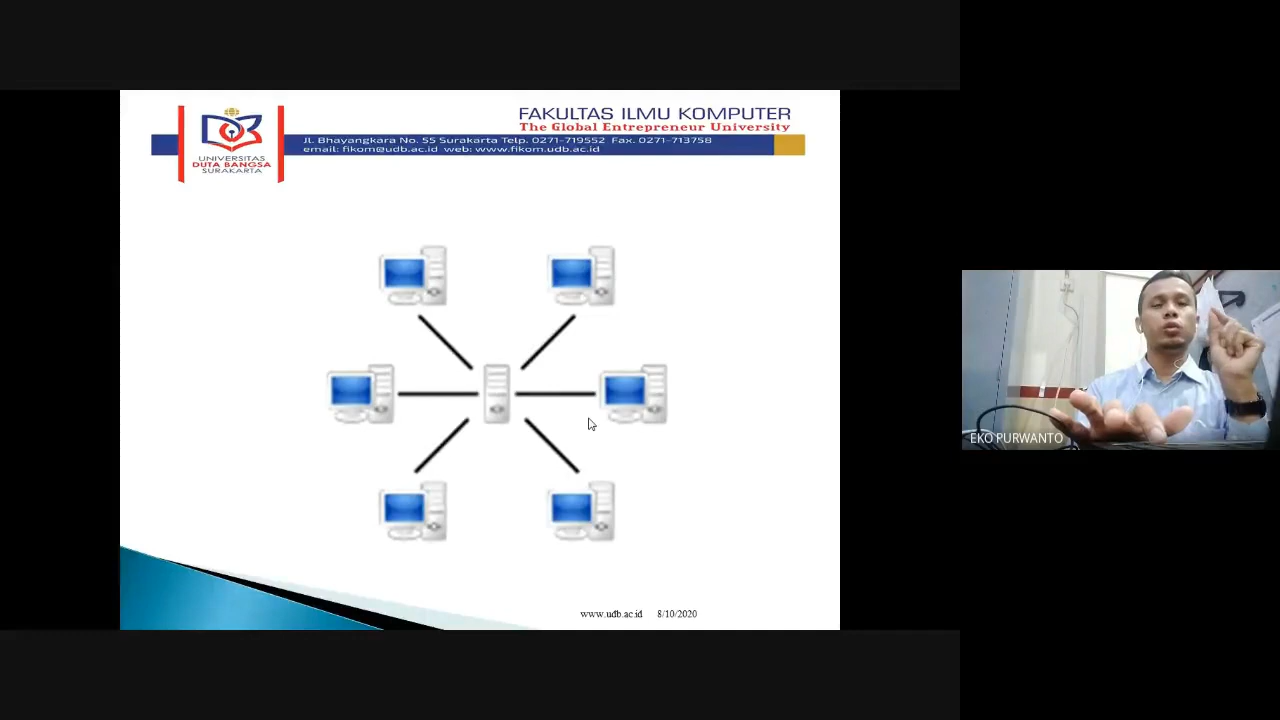 FAKULTAS ILMU KOMPUTER
The Global Entrepreneur University
JL. Bhayangkara No. 55 Surakarta Telp. 0271-719552 Fax. 0271-713758
email: fikom@udb.ac.id web: www.fikom.udb.ac.id
UNIVERSITAS
DUTA BANGSA
SURAKARTA
EKO PURWANTO
www.udb.ac.id 8/10/2020